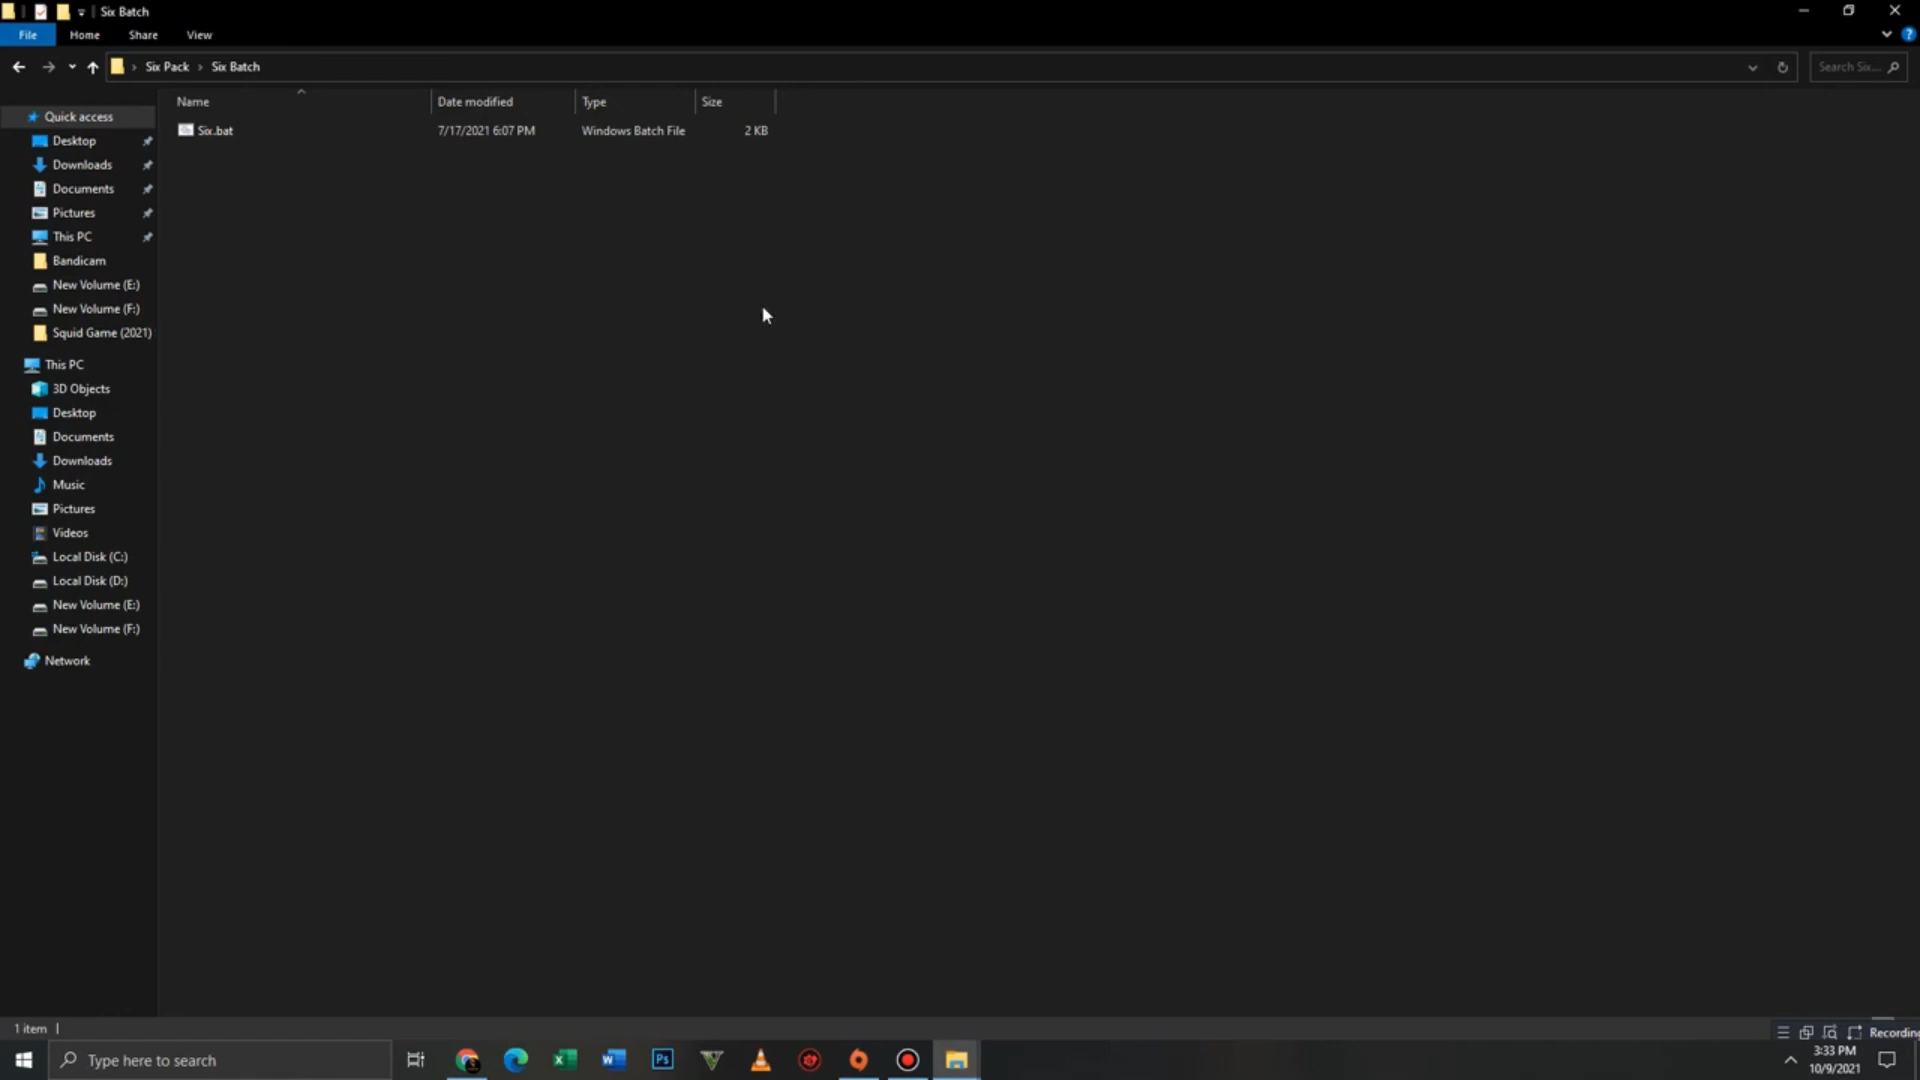 Six Batch
File Home Share View
Six Pack Six Batch Search Six...
Name Date modified Type Size
Six.bat 7/17/2021 6:07 PM Windows Batch File 2 KB
Quick access
Desktop
Downloads
Documents
Pictures
This PC
Bandicam
New Volume (E:)
New Volume (F:)
Squid Game (2021)
This PC
3D Objects
Desktop
Documents
Downloads
Music
Pictures
Videos
Local Disk (C:)
Local Disk (D:)
New Volume (E:)
New Volume (F:)
Network
1 item
Recording
Type here to search
Ps
3:33 PM
10/9/2021